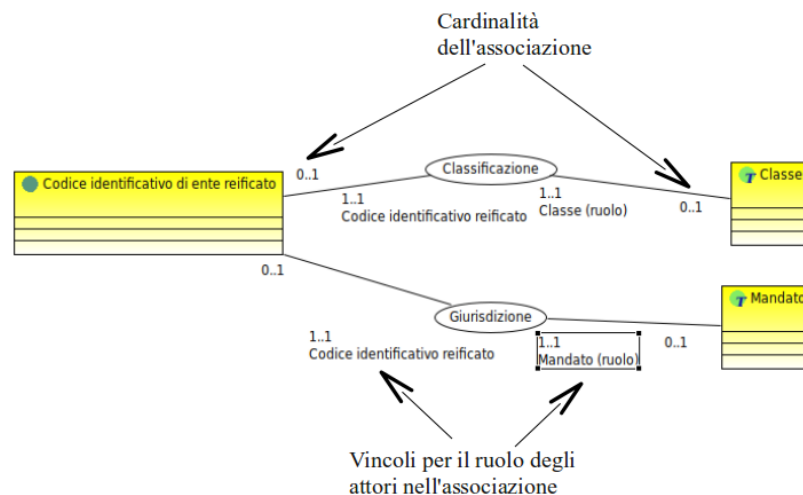 Cardinalità
dell'associazione
0..1
Classificazione
Codice identificativo di ente reificato
T Classe
1..1
1..1
0..1
Codice identificativo reificato
Classe (ruolo)
0..1
T Mandato
Giurisdizione
1..1
1..1
0..1
Codice identificativo reificato
Mandato (ruolo)
Vincoli per il ruolo degli
attori nell'associazione